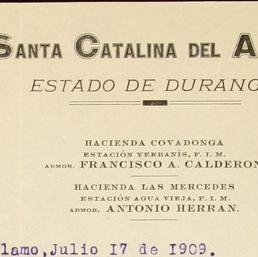 SANTA CATALINA DEL A
ESTADO DE DURANG
HACIENDA COVADONGA
ESTACIÓN YERBANÍS, F. I. M.
ADMOR. FRANCISCO A. CALDERON
HACIENDA LAS MERCEDES
ESTACIÓN AGUA VIEJA, F. I. M.
ADMOR. ANTONIO HERRAN.
lamo, Julio 17 de 1909.